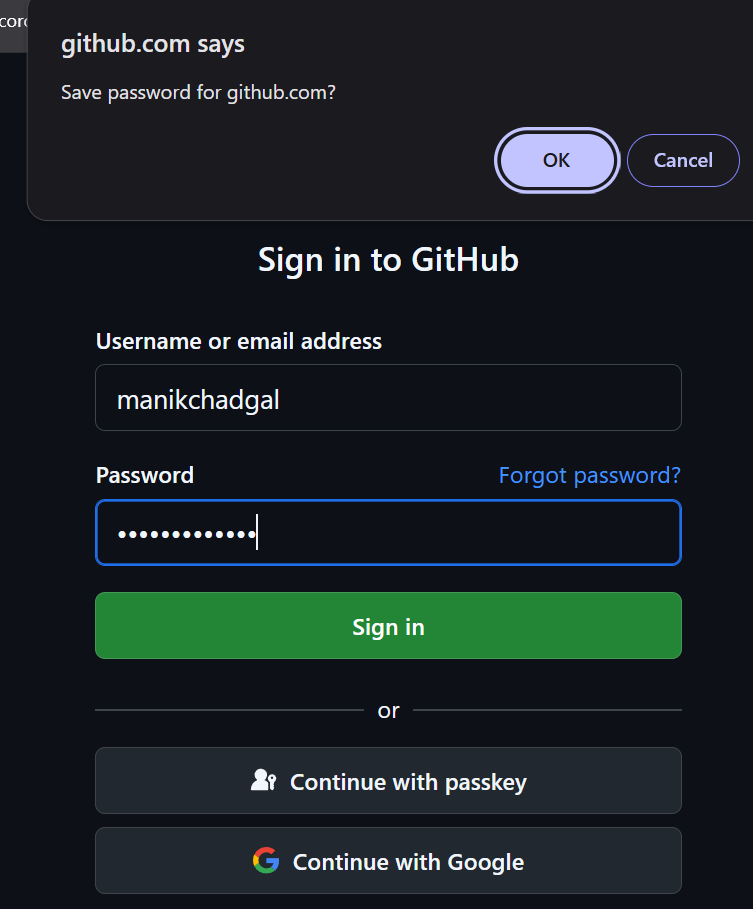 github.com says
Save password for github.com?
OK Cancel
Sign in to GitHub
Username or email address
manikchadgal
Password Forgot password?
•••••••••••••
Sign in
or
Continue with passkey
Continue with Google